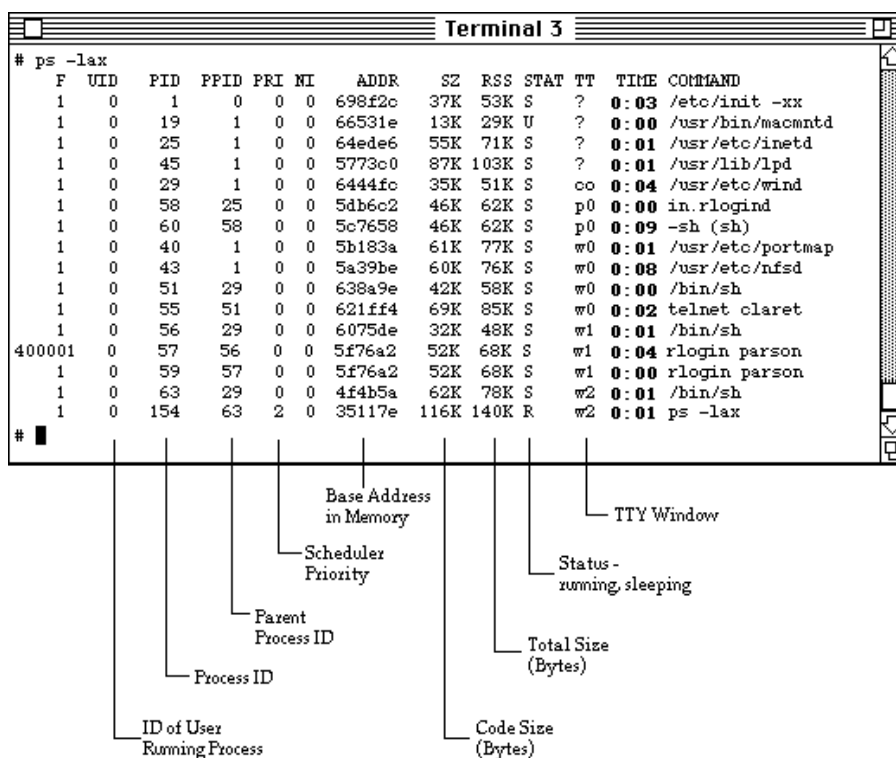 Terminal 3
# ps -lax
F UID PID PPID PRI NI ADDR SZ RSS STAT TT TIME COMMAND
1 0 1 0 0 0 698f2c 37K 53K S ? 0:03 /etc/init -xx
1 0 19 1 0 0 66531e 13K 29K U ? 0:00 /usr/bin/macmntd
1 0 25 1 0 0 64ede6 55K 71K S ? 0:01 /usr/etc/inetd
1 0 45 1 0 0 5773c0 87K 103K S ? 0:01 /usr/lib/lpd
1 0 29 1 0 0 6444fc 35K 51K S co 0:04 /usr/etc/wind
1 0 58 25 0 0 5db6c2 46K 62K S p0 0:00 in.rlogind
1 0 60 58 0 0 5c7658 46K 62K S p0 0:09 -sh (sh)
1 0 40 1 0 0 5b183a 61K 77K S w0 0:01 /usr/etc/portmap
1 0 43 1 0 0 5a39be 60K 76K S w0 0:08 /usr/etc/nfsd
1 0 51 29 0 0 638a9e 42K 58K S w0 0:00 /bin/sh
1 0 55 51 0 0 621ff4 69K 85K S w0 0:02 telnet claret
1 0 56 29 0 0 6075de 32K 48K S w1 0:01 /bin/sh
400001 0 57 56 0 0 5f76a2 52K 68K S w1 0:04 rlogin parson
1 0 59 57 0 0 5f76a2 52K 68K S w1 0:00 rlogin parson
1 0 63 29 0 0 4f4b5a 62K 78K S w2 0:01 /bin/sh
1 0 154 63 2 0 35117e 116K 140K R w2 0:01 ps -lax
#
Base Address
in Memory
TTY Window
Scheduler
Priority
Status -
running, sleeping
Parent
Process ID
Total Size
(Bytes)
Process ID
ID of User
Running Process
Code Size
(Bytes)